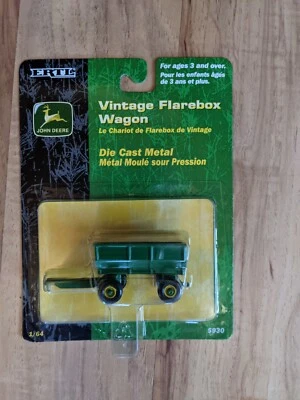 ERTL
For ages 3 and over.
Pour les enfants âgés
de 3 ans et plus.
JOHN DEERE
Vintage Flarebox
Wagon
Le Chariot de Flarebox de Vintage
Die Cast Metal
Métal Moulé sour Pression
1/64
5930